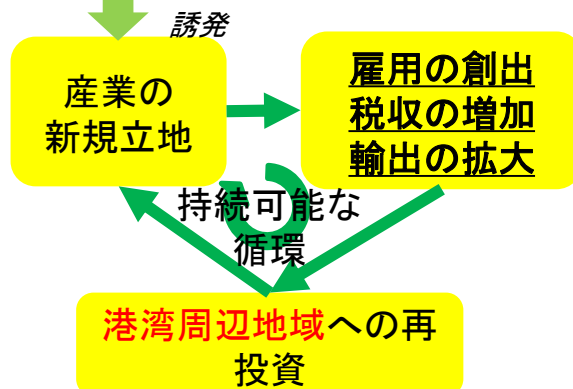 誘発
産業の
新規立地
雇用の創出
税収の増加
輸出の拡大
持続可能な
循環
港湾周辺地域への再
投資